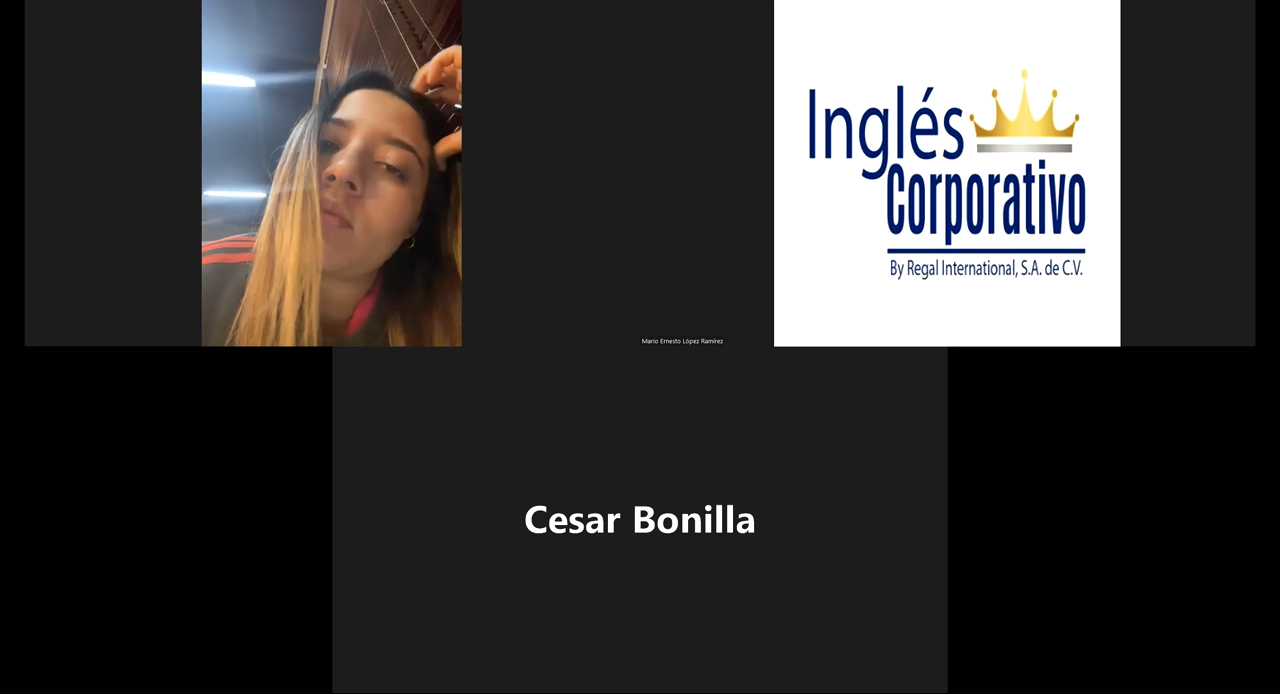 Inglés
Corporativo
By Regal International, S.A. de C.V.
Mario Ernesto López Ramírez
Cesar Bonilla